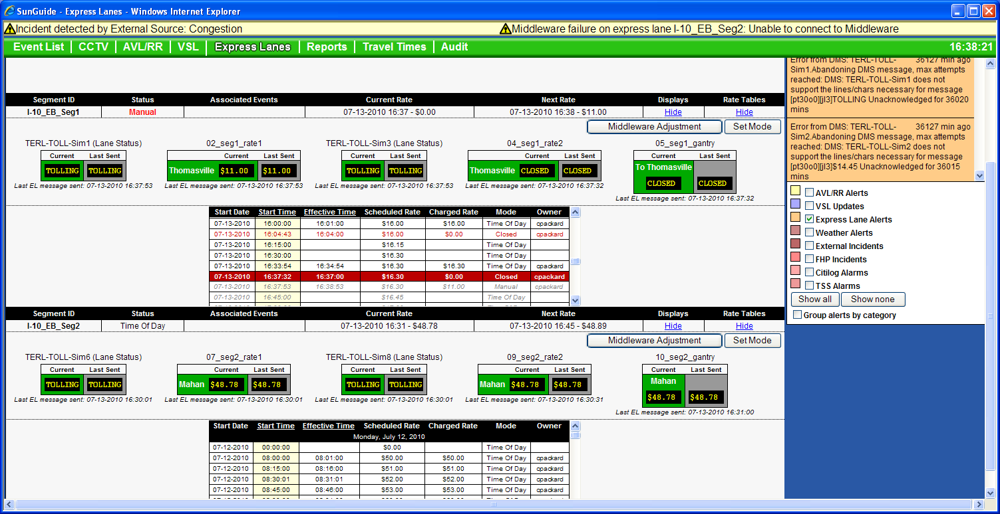 SunGuide - Express Lanes - Windows Internet Explorer
Incident detected by External Source: Congestion
Middleware failure on express lane I-10_EB_Seg2: Unable to connect to Middleware
Event List CCTV AVL/RR VSL Express Lanes Reports Travel Times Audit 16:38:21
Segment ID Status Associated Events Current Rate Next Rate Displays Rate Tables
I-10_EB_Seg1 Manual 07-13-2010 16:37 - $0.00 07-13-2010 16:38 - $11.00 Hide Hide
Middleware Adjustment Set Mode
TERL-TOLL-Sim1 (Lane Status) 02_seg1_rate1 TERL-TOLL-Sim3 (Lane Status) 04_seg1_rate2 05_seg1_gantry
Current Last Sent Current Last Sent Current Last Sent Current Last Sent Current Last Sent
TOLLING TOLLING Thomasville $11.00 $11.00 TOLLING TOLLING Thomasville CLOSED CLOSED To Thomasville
CLOSED CLOSED
Last EL message sent: 07-13-2010 16:37:53 Last EL message sent: 07-13-2010 16:37:53 Last EL message sent: 07-13-2010 16:37:53 Last EL message sent: 07-13-2010 16:37:32
Last EL message sent: 07-13-2010 16:37:32
Start Date Start Time Effective Time Scheduled Rate Charged Rate Mode Owner
07-13-2010 16:00:00 16:01:00 $16.00 $16.00 Time Of Day cpackard
07-13-2010 16:04:43 16:04:00 $16.00 $0.00 Closed cpackard
07-13-2010 16:15:00 $16.15 Time Of Day
07-13-2010 16:30:00 $16.30 Time Of Day
07-13-2010 16:33:54 16:34:54 $16.30 $16.30 Time Of Day cpackard
07-13-2010 16:37:32 16:37:00 $16.30 $0.00 Closed cpackard
07-13-2010 16:37:53 16:38:53 $16.30 $11.00 Manual cpackard
07-13-2010 16:45:00 $16.45 Time Of Day
Segment ID Status Associated Events Current Rate Next Rate Displays Rate Tables
I-10_EB_Seg2 Time Of Day 07-13-2010 16:31 - $48.78 07-13-2010 16:45 - $48.89 Hide Hide
Middleware Adjustment Set Mode
TERL-TOLL-Sim6 (Lane Status) 07_seg2_rate1 TERL-TOLL-Sim8 (Lane Status) 09_seg2_rate2 10_seg2_gantry
Current Last Sent Current Last Sent Current Last Sent Current Last Sent Current Last Sent
TOLLING TOLLING Mahan $48.78 $48.78 TOLLING TOLLING Mahan $48.78 $48.78 Mahan
$48.78 $48.78
Last EL message sent: 07-13-2010 16:30:01 Last EL message sent: 07-13-2010 16:30:01 Last EL message sent: 07-13-2010 16:30:01 Last EL message sent: 07-13-2010 16:30:31
Last EL message sent: 07-13-2010 16:31:00
Start Date Start Time Effective Time Scheduled Rate Charged Rate Mode Owner
Monday, July 12, 2010
07-12-2010 00:00:00 $0.00 Time Of Day
07-12-2010 08:00:00 08:01:00 $50.00 $50.00 Time Of Day cpackard
07-12-2010 08:15:00 08:16:00 $51.00 $51.00 Time Of Day cpackard
07-12-2010 08:30:01 08:31:01 $52.00 $52.00 Time Of Day cpackard
07-12-2010 08:45:00 08:46:00 $53.00 $53.00 Time Of Day cpackard
Error from DMS: TERL-TOLL- 36127 min ago
Sim1.Abandoning DMS message, max attempts
reached: DMS: TERL-TOLL-Sim1 does not
support the lines/chars necessary for message
[pt30o0][jl3]TOLLING Unacknowledged for 36020
mins
Error from DMS: TERL-TOLL- 36127 min ago
Sim2.Abandoning DMS message, max attempts
reached: DMS: TERL-TOLL-Sim2 does not
support the lines/chars necessary for message
[pt30o0][jl3]$14.45 Unacknowledged for 36015
mins
AVL/RR Alerts
VSL Updates
Express Lane Alerts
Weather Alerts
External Incidents
FHP Incidents
Citilog Alarms
TSS Alarms
Show all Show none
Group alerts by category